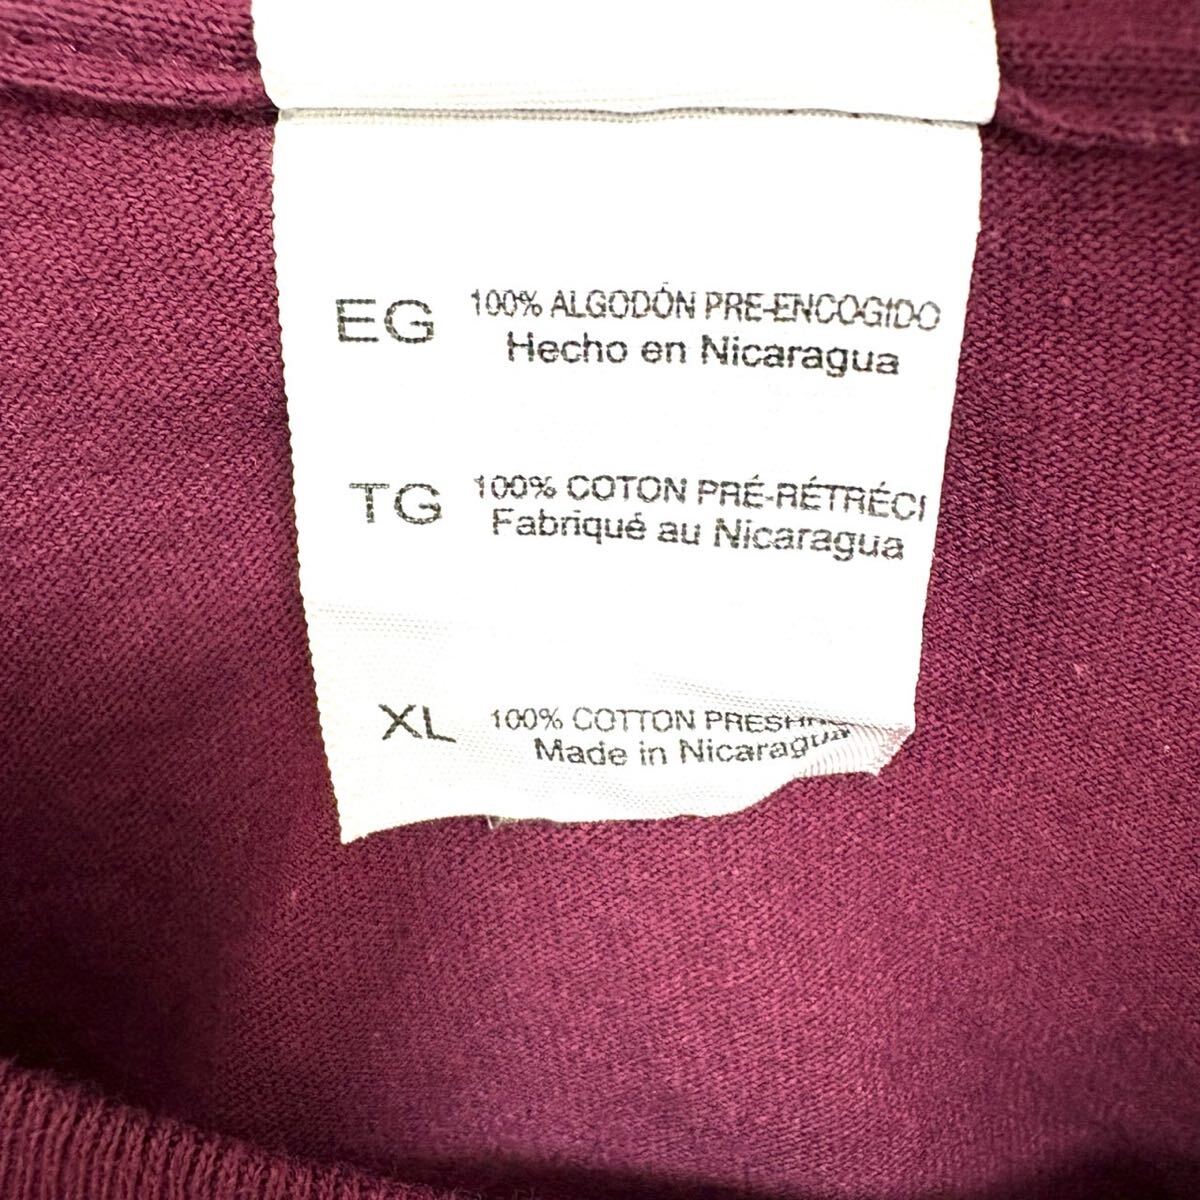 EG 100% ALGODÓN PRE-ENCOGIDO
Hecho en Nicaragua
TG 100% COTON PRÉ-RÉTRÉCI
Fabriqué au Nicaragua
XL 100% COTTON
Made in Nicaragua